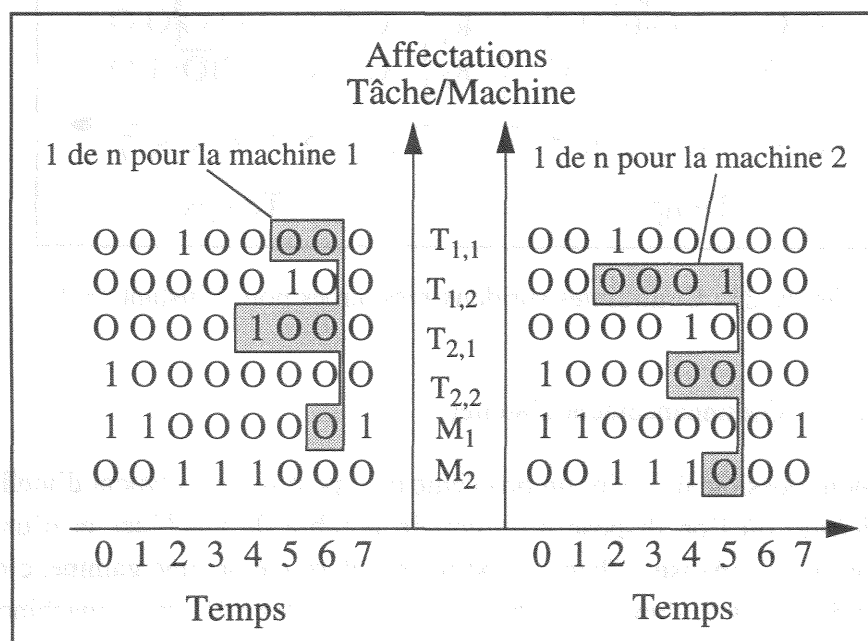 Affectations
Tâche/Machine
1 de n pour la machine 1
1 de n pour la machine 2
0 0 1 0 0 0 0 0 T1,1 0 0 1 0 0 0 0 0
0 0 0 0 0 1 0 0 T1,2 0 0 0 0 0 1 0 0
0 0 0 0 1 0 0 0 T2,1 0 0 0 0 1 0 0 0
1 0 0 0 0 0 0 0 T2,2 1 0 0 0 0 0 0 0
1 1 0 0 0 0 0 1 M1 1 1 0 0 0 0 0 1
0 0 1 1 1 0 0 0 M2 0 0 1 1 1 0 0 0
0 1 2 3 4 5 6 7 0 1 2 3 4 5 6 7
Temps Temps